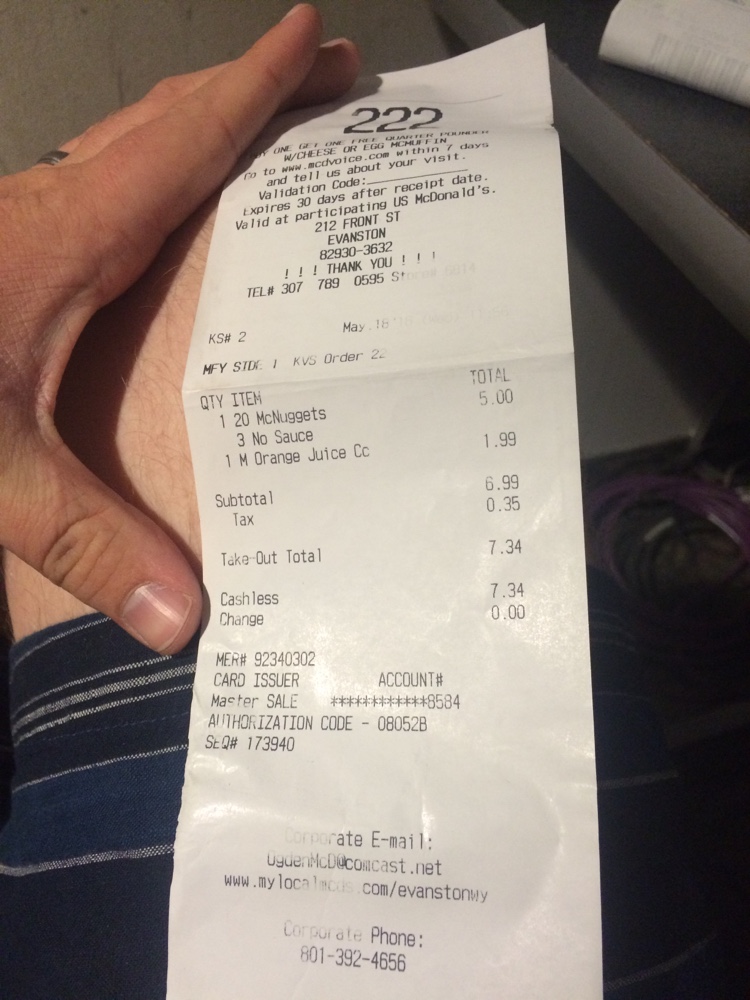 222
BUY ONE GET ONE FREE QUARTER POUNDER
W/CHEESE OR EGG MCMUFFIN
Go to www.mcdvoice.com within 7 days
and tell us about your visit.
Validation Code:
Expires 30 days after receipt date.
Valid at participating US McDonald's.
212 FRONT ST
EVANSTON
82930-3632
! ! ! THANK YOU ! ! !
TEL# 307 789 0595
KS# 2 May.18
MFY SIDE 1 KVS Order 22
QTY ITEM TOTAL
1 20 McNuggets 5.00
3 No Sauce
1 M Orange Juice Cc 1.99
Subtotal 6.99
Tax 0.35
Take-Out Total 7.34
Cashless 7.34
Change 0.00
MER# 92340302
CARD ISSUER ACCOUNT#
Master SALE ************8584
AUTHORIZATION CODE - 08052B
SEQ# 173940
Corporate E-mail:
OgdenMcD@comcast.net
www.mylocalmcds.com/evanstonwy
Corporate Phone:
801-392-4656